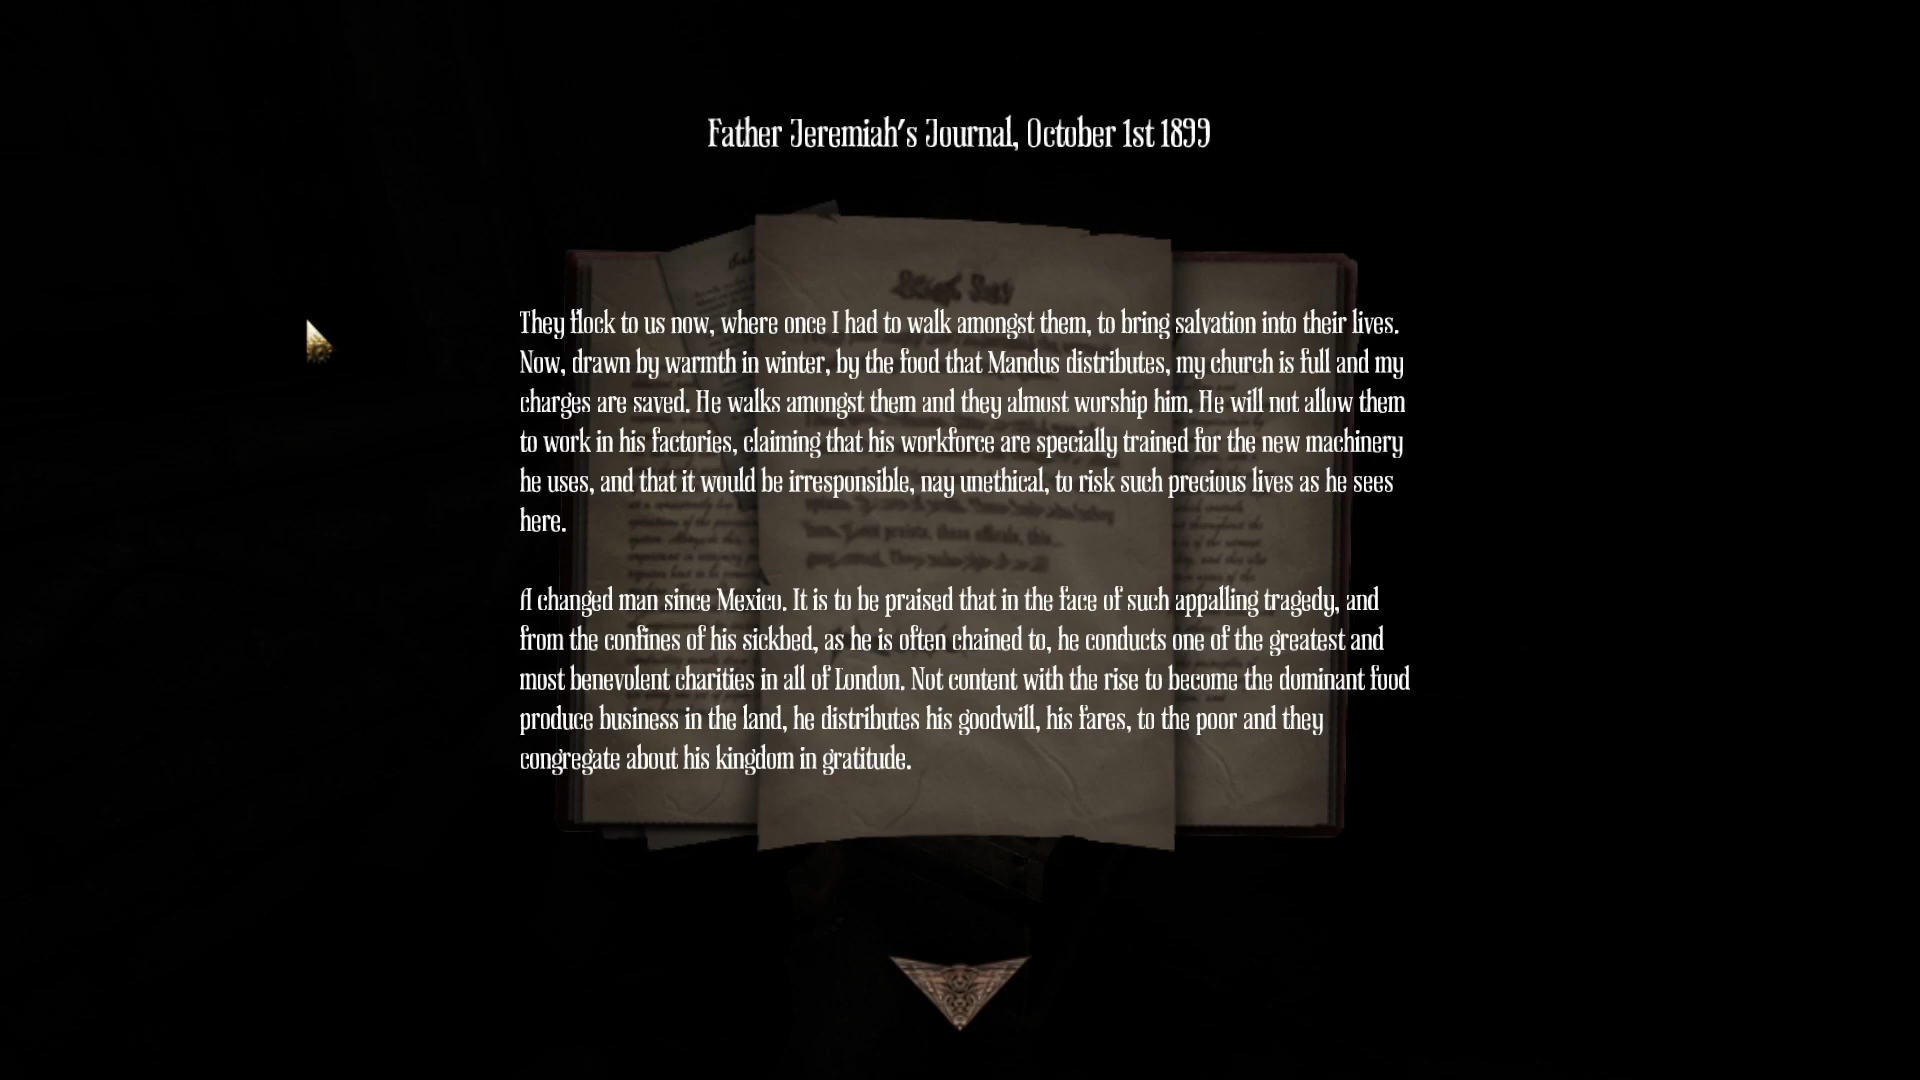 Father Jeremiah's Journal, October 1st 1899
They flock to us now, where once I had to walk amongst them, to bring salvation into their lives.
Now, drawn by warmth in winter, by the food that Mandus distributes, my church is full and my
charges are saved. He walks amongst them and they almost worship him. He will not allow them
to work in his factories, claiming that his workforce are specially trained for the new machinery
he uses, and that it would be irresponsible, nay unethical, to risk such precious lives as he sees
here.
A changed man since Mexico. It is to be praised that in the face of such appalling tragedy, and
from the confines of his sickbed, as he is often chained to, he conducts one of the greatest and
most benevolent charities in all of London. Not content with the rise to become the dominant food
produce business in the land, he distributes his goodwill, his fares, to the poor and they
congregate about his kingdom in gratitude.